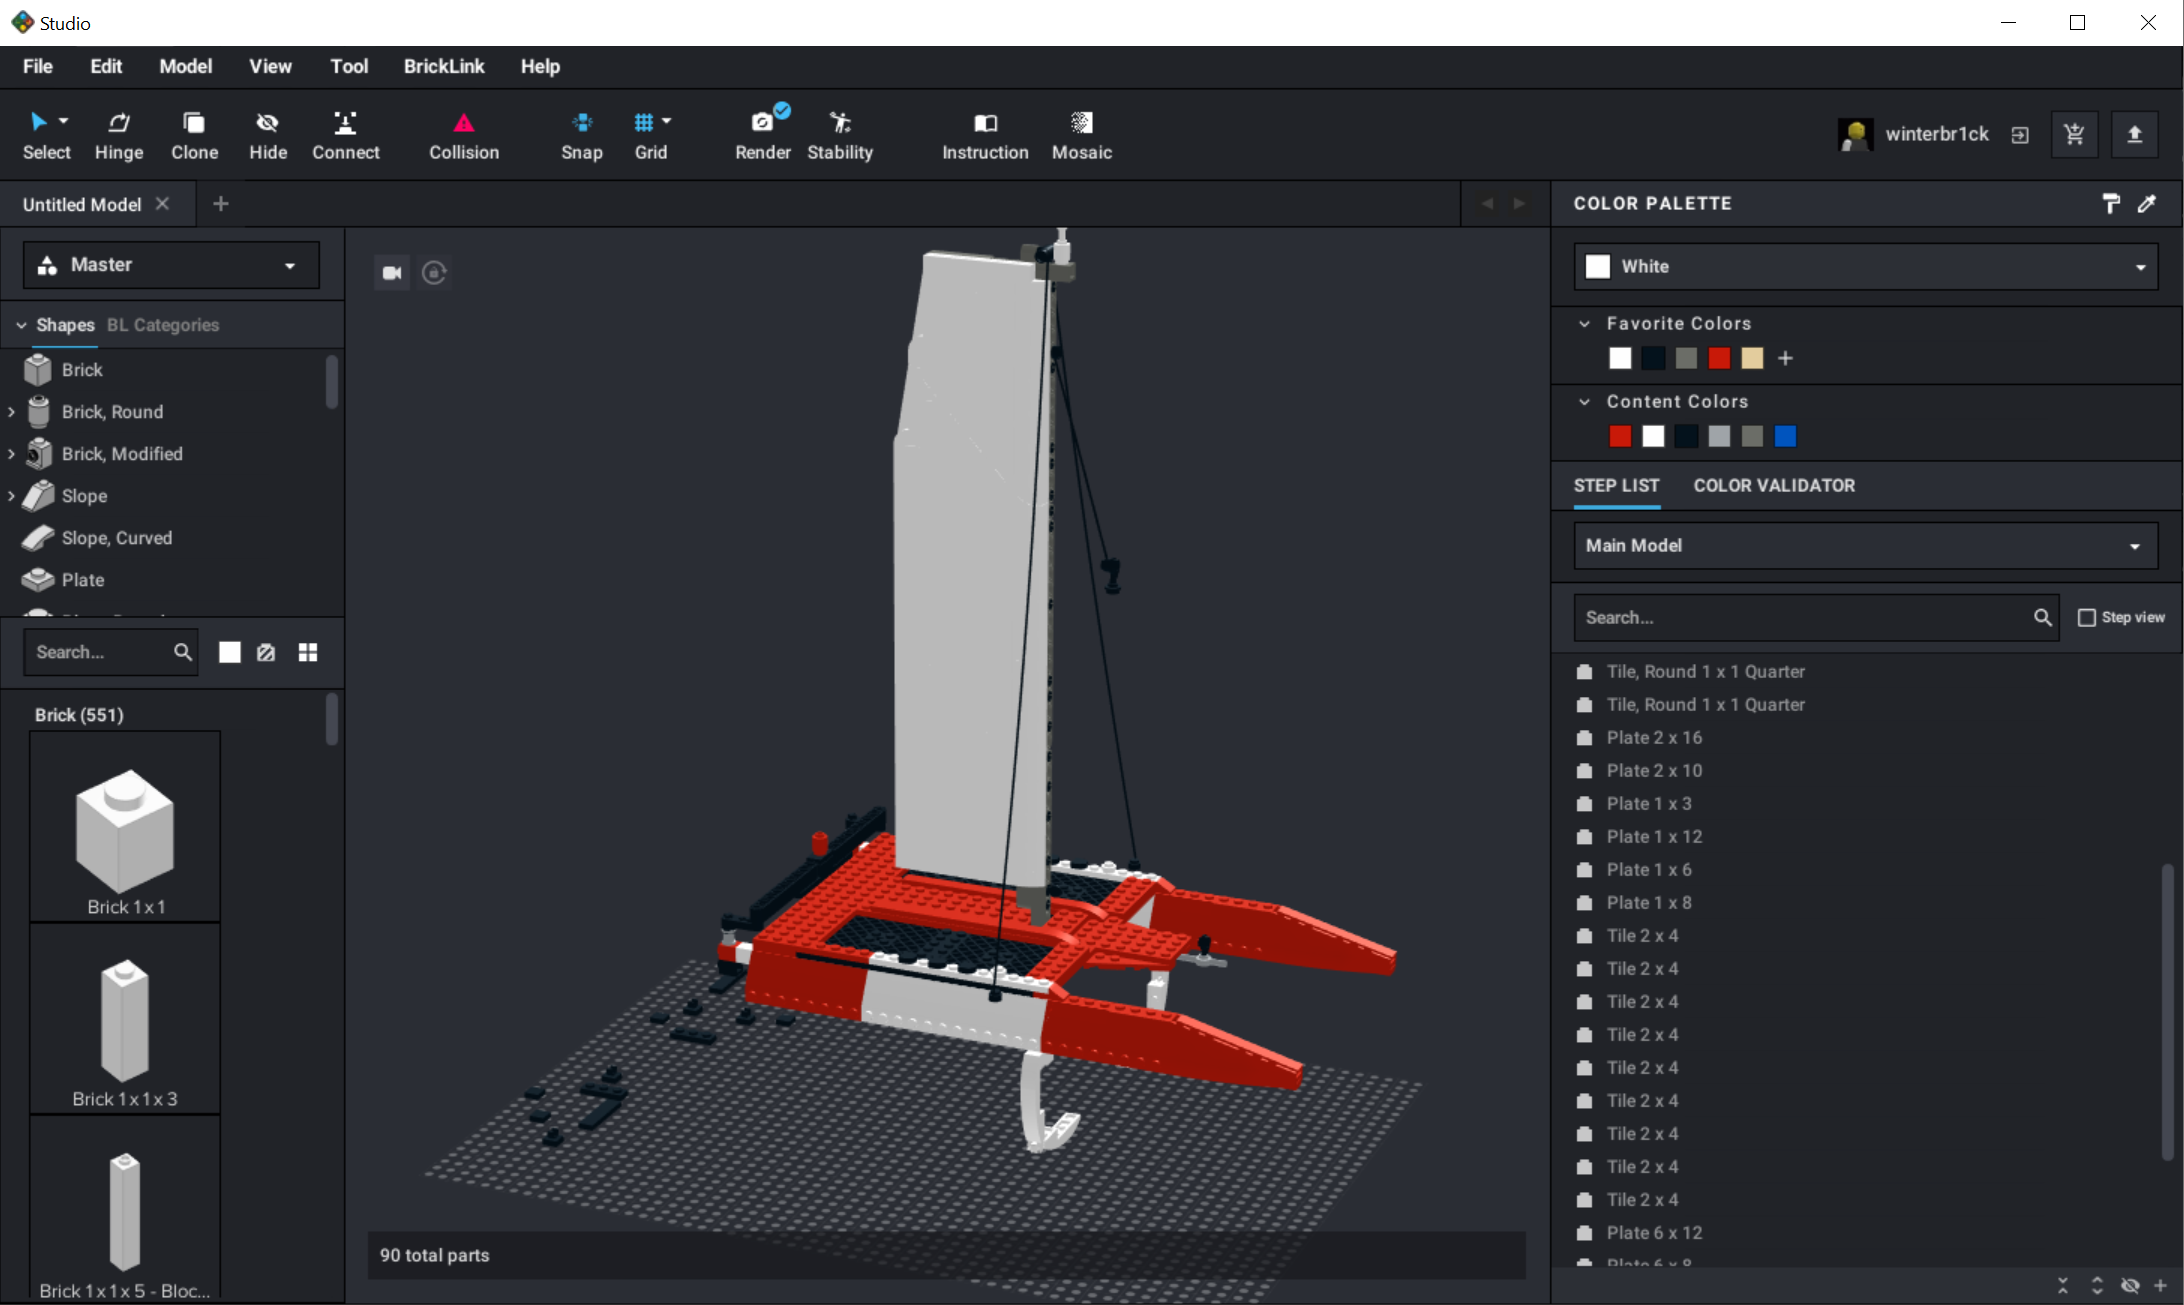 Studio
File Edit Model View Tool BrickLink Help
Select Hinge Clone Hide Connect Collision Snap Grid Render Stability Instruction Mosaic winterbr1ck
Untitled Model
Master
Shapes BL Categories
Brick
Brick, Round
Brick, Modified
Slope
Slope, Curved
Plate
Search...
Brick (551)
Brick 1 x 1
Brick 1 x 1 x 3
Brick 1 x 1 x 5 - Bloc...
90 total parts
COLOR PALETTE
White
Favorite Colors
Content Colors
STEP LIST COLOR VALIDATOR
Main Model
Search... Step view
Tile, Round 1 x 1 Quarter
Tile, Round 1 x 1 Quarter
Plate 2 x 16
Plate 2 x 10
Plate 1 x 3
Plate 1 x 12
Plate 1 x 6
Plate 1 x 8
Tile 2 x 4
Tile 2 x 4
Tile 2 x 4
Tile 2 x 4
Tile 2 x 4
Tile 2 x 4
Tile 2 x 4
Tile 2 x 4
Tile 2 x 4
Plate 6 x 12
Plate 6 x 8